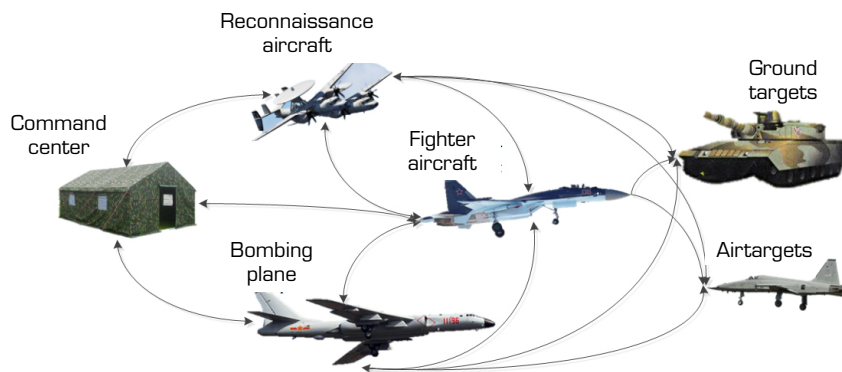 Reconnaissance
aircraft
Ground
targets
Command
center
Fighter
aircraft
Bombing
plane
Airtargets